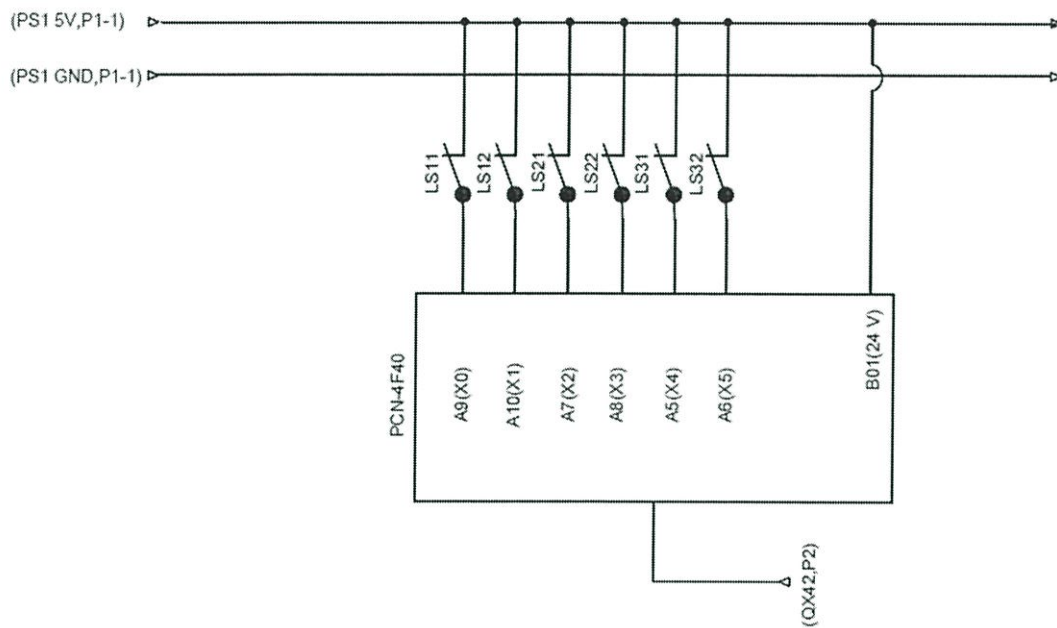 (PS1 5V,P1-1)
(PS1 GND,P1-1)
LS11
LS12
LS21
LS22
LS31
LS32
PCN-4F40
A9(X0)
A10(X1)
A7(X2)
A8(X3)
A5(X4)
A6(X5)
B01(24 V)
(QX42,P2)